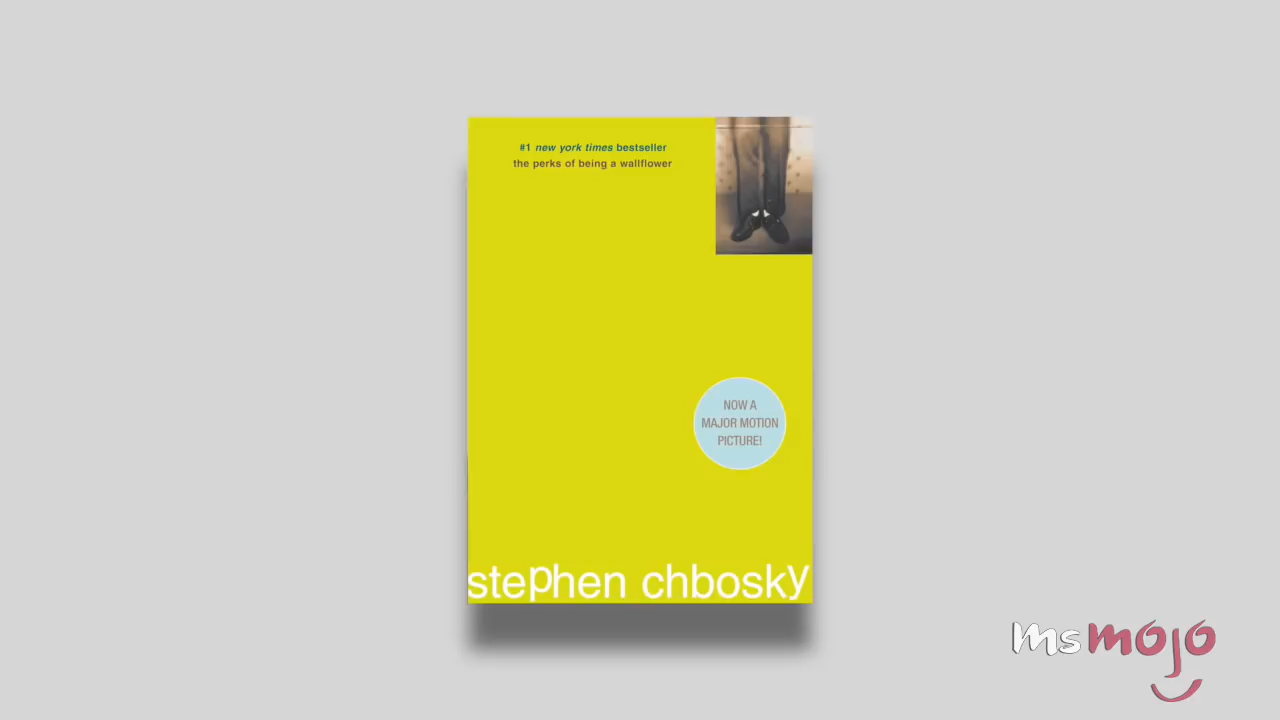 #1 new york times bestseller
the perks of being a wallflower
NOW A
MAJOR MOTION
PICTURE!
stephen chbosky
msmojo